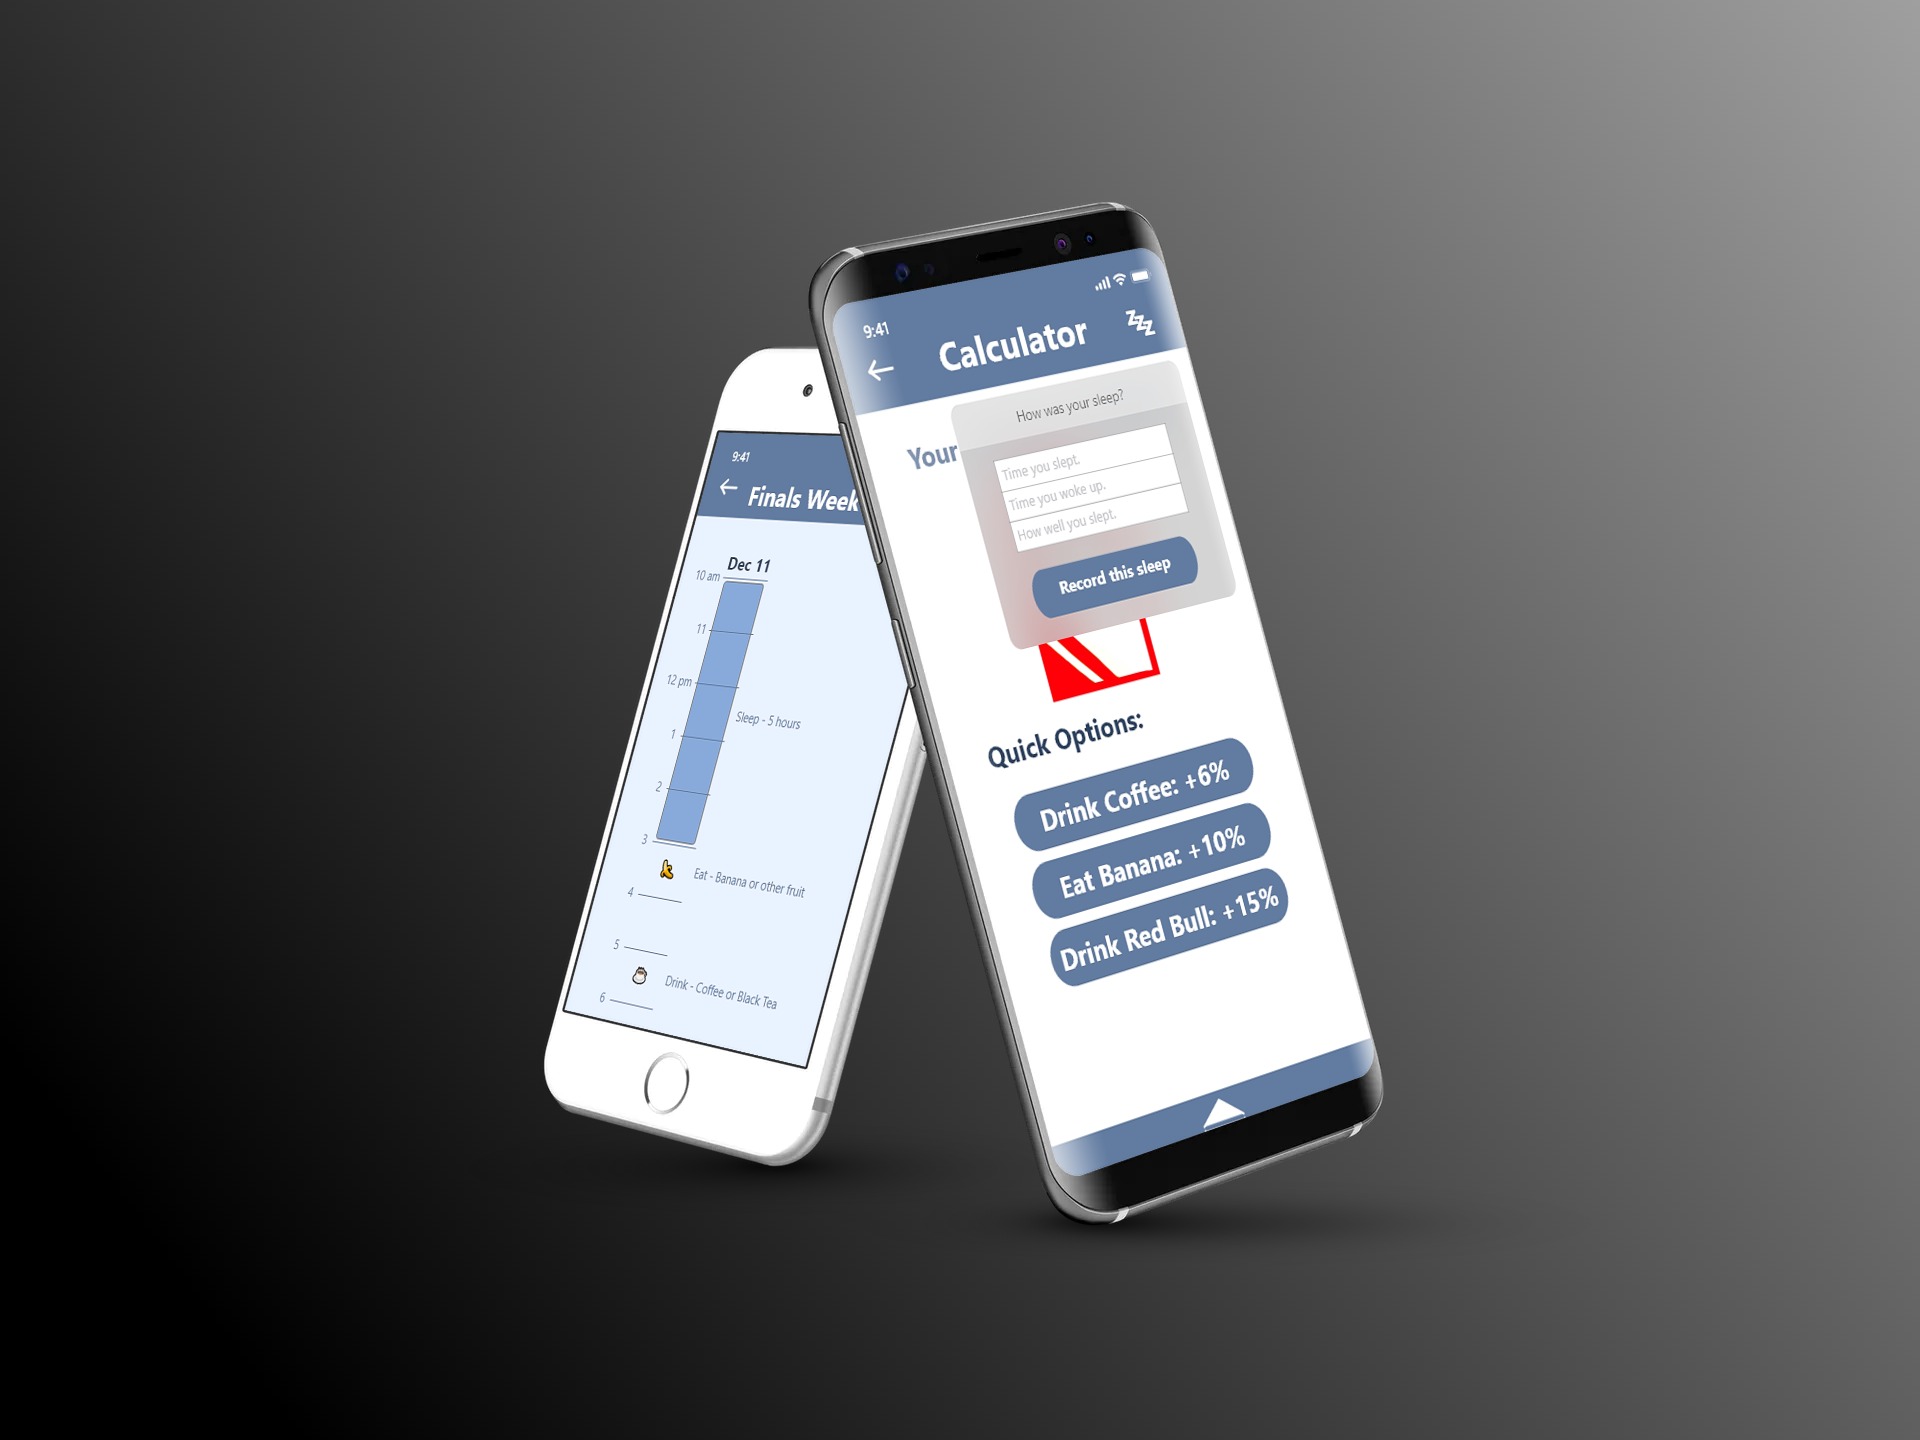 9:41
Finals Week
Dec 11
10 am
11
12 pm
Sleep - 5 hours
1
2
3
Eat - Banana or other fruit
4
5
Drink - Coffee or Black Tea
6
9:41
Calculator
zzz
How was your sleep?
Your
Time you slept.
Time you woke up.
How well you slept.
Record this sleep
Quick Options:
Drink Coffee: +6%
Eat Banana: +10%
Drink Red Bull: +15%